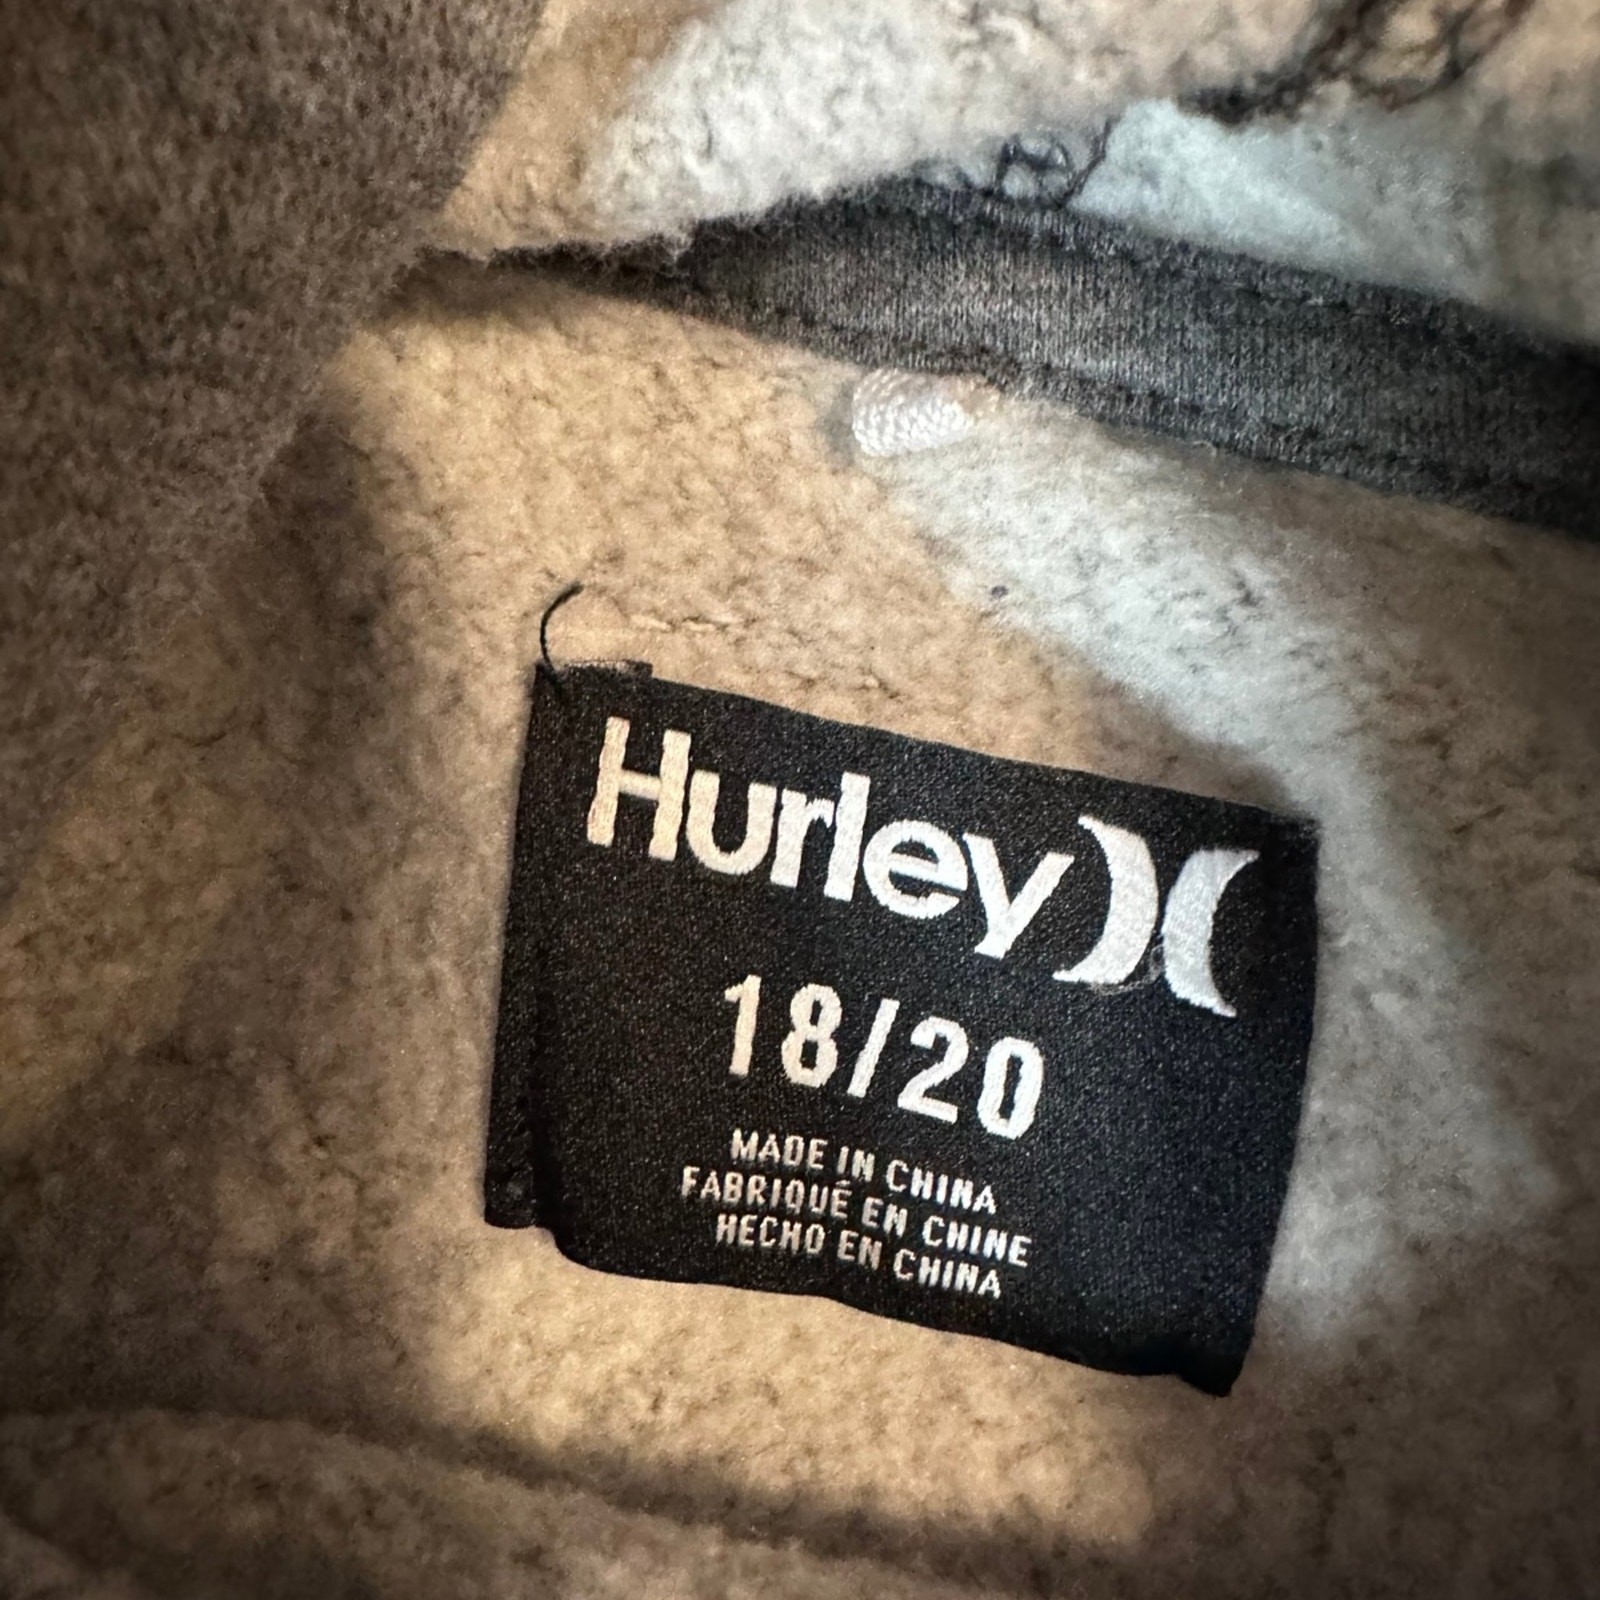 Hurley
18/20
MADE IN CHINA
FABRIQUÉ EN CHINE
HECHO EN CHINA